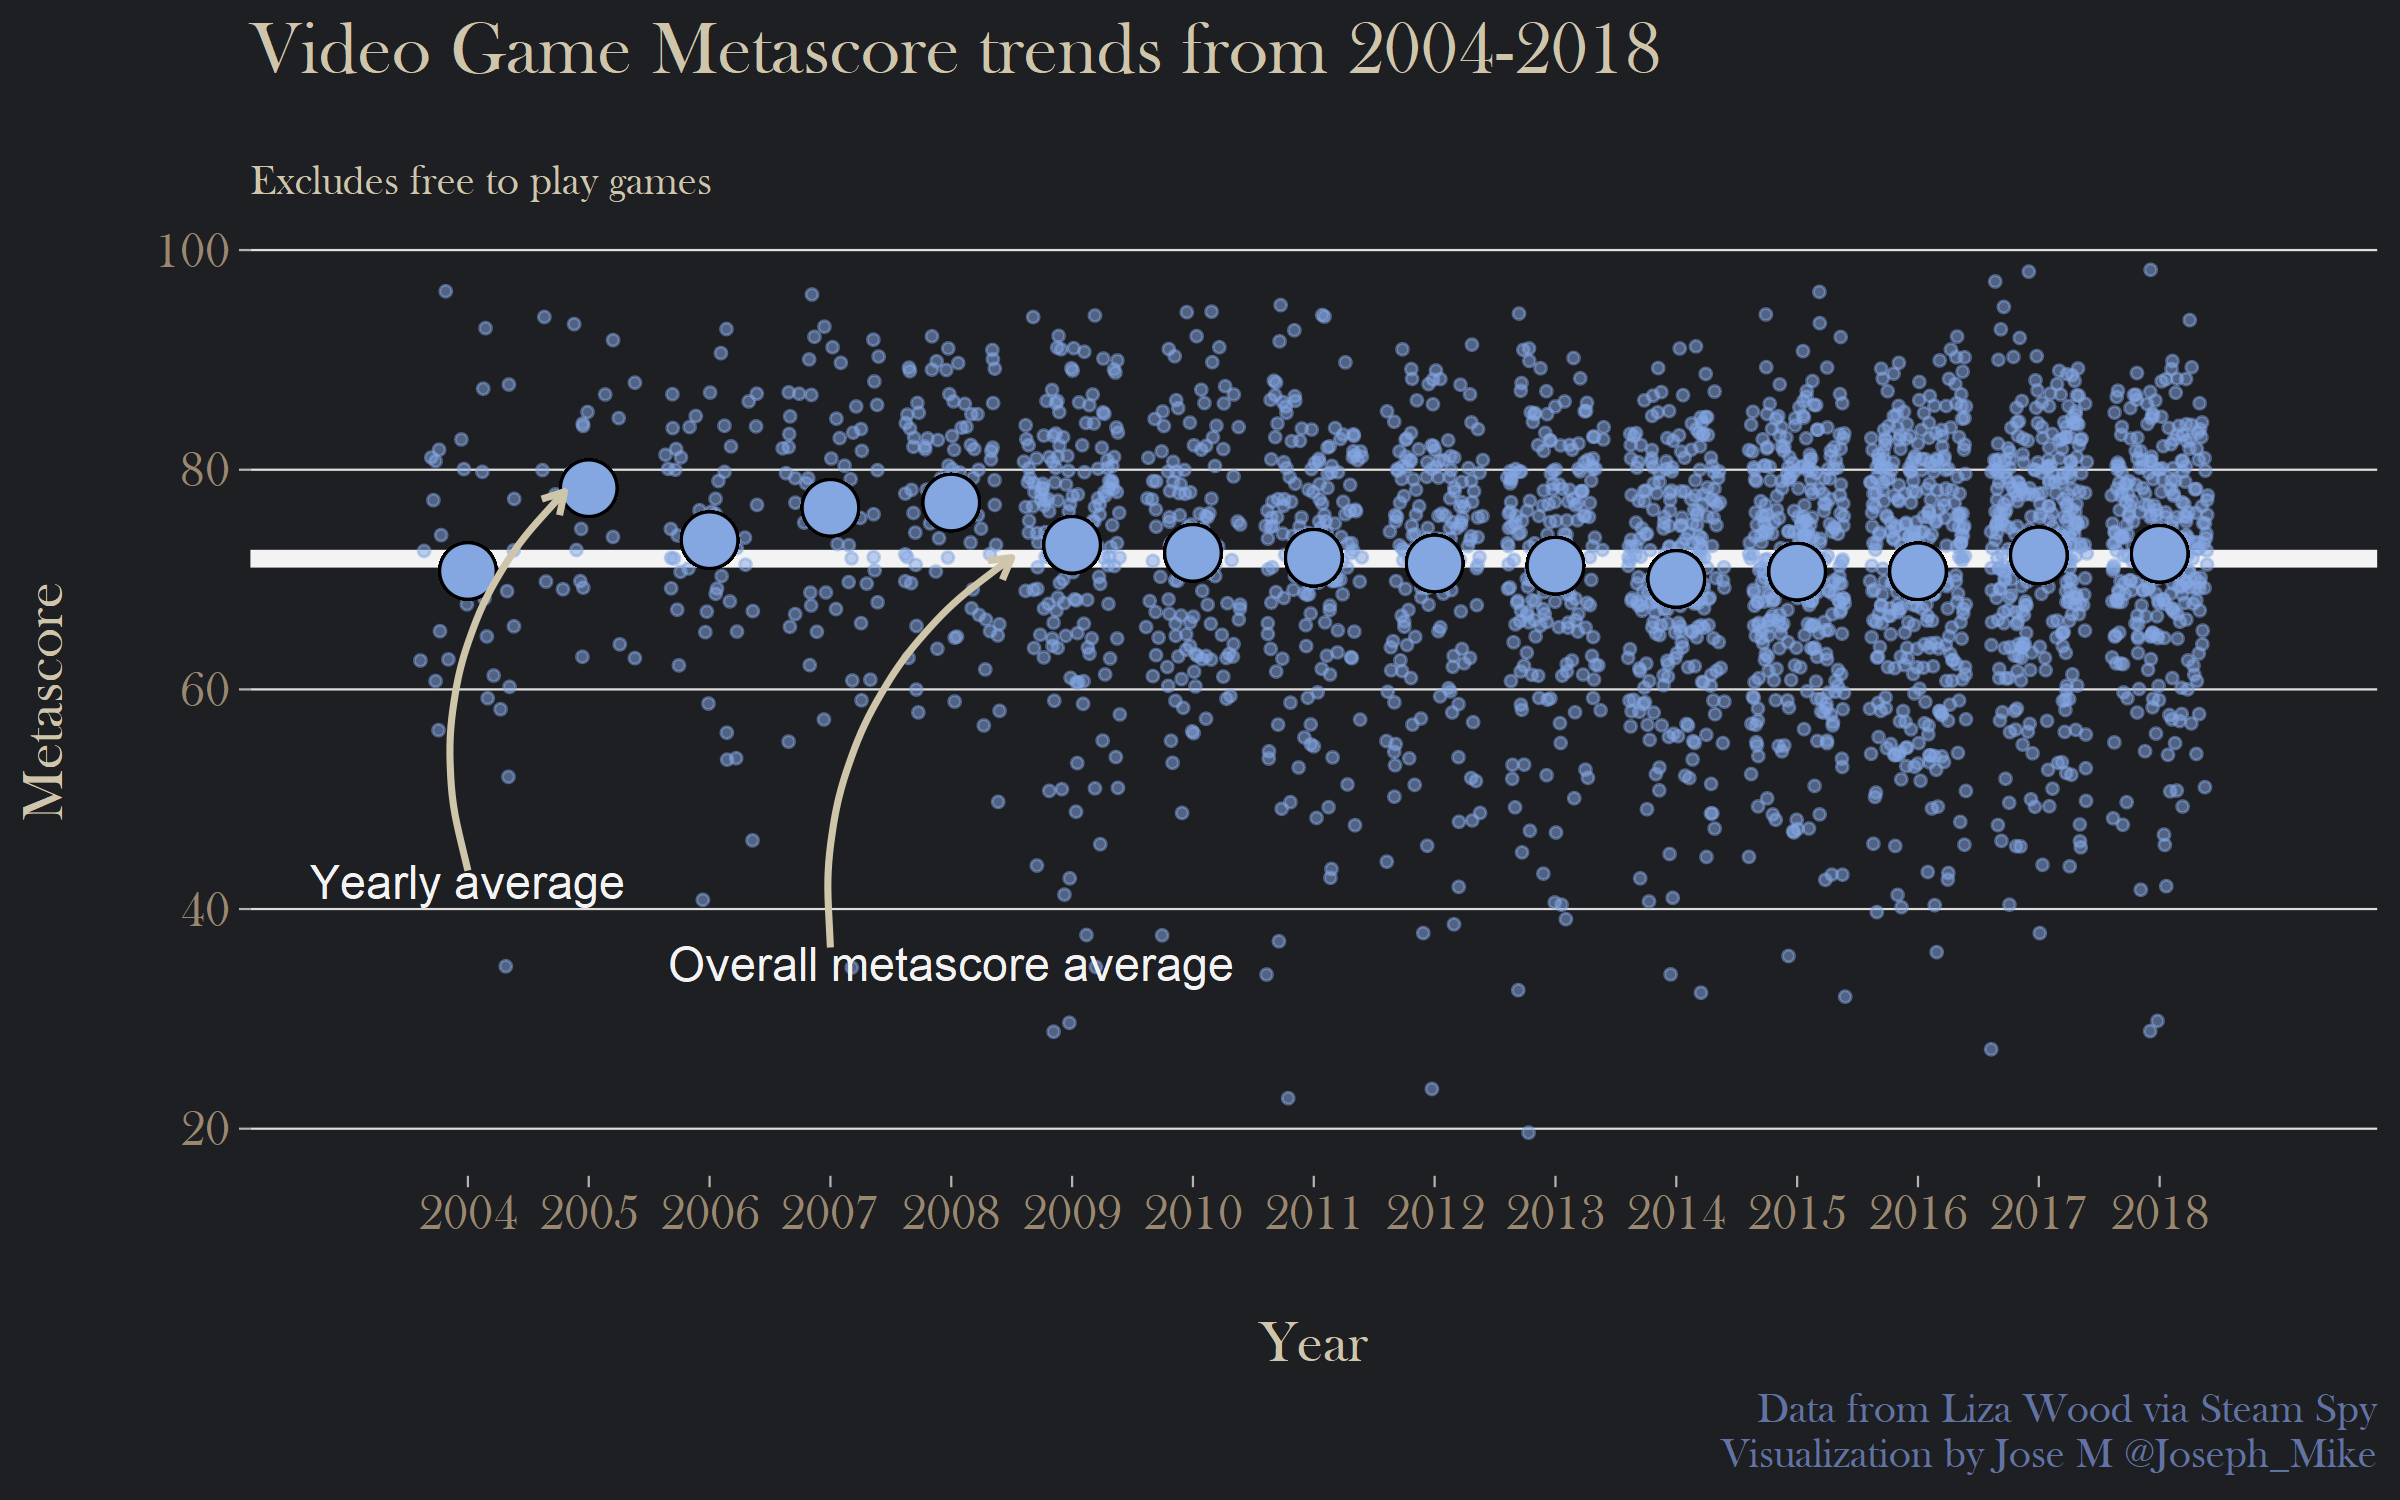 Video Game Metascore trends from 2004-2018
Excludes free to play games
100
80
60
40
20
Metascore
Yearly average
Overall metascore average
2004 2005 2006 2007 2008 2009 2010 2011 2012 2013 2014 2015 2016 2017 2018
Year
Data from Liza Wood via Steam Spy
Visualization by Jose M @Joseph_Mike